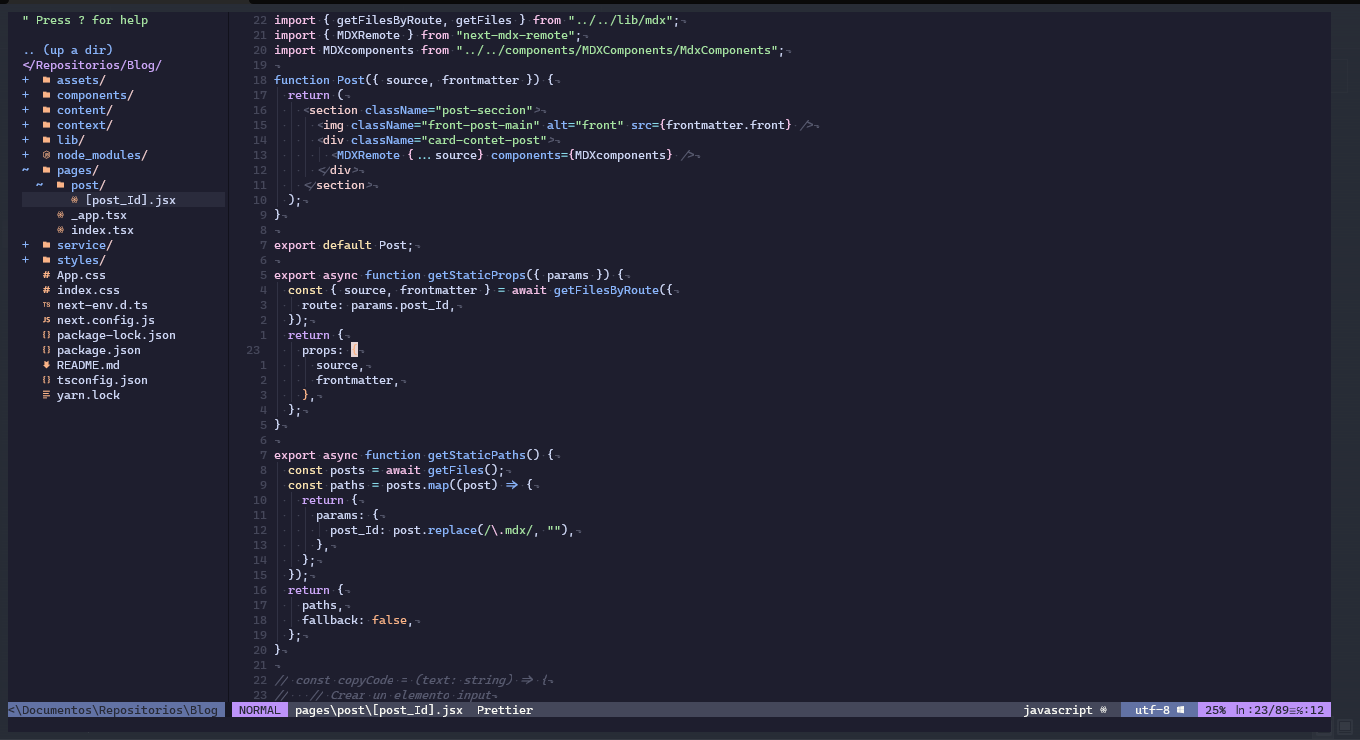 " Press ? for help
.. (up a dir)
</Repositorios/Blog/
+ assets/
+ components/
+ content/
+ context/
+ lib/
+ node_modules/
~ pages/
~ post/
[post_Id].jsx
_app.tsx
index.tsx
+ service/
+ styles/
# App.css
# index.css
TS next-env.d.ts
JS next.config.js
{} package-lock.json
{} package.json
README.md
{} tsconfig.json
yarn.lock
<\Documentos\Repositorios\Blog
22 import { getFilesByRoute, getFiles } from "../../lib/mdx";
21 import { MDXRemote } from "next-mdx-remote";
20 import MDXcomponents from "../../components/MDXComponents/MdxComponents";
19
18 function Post({ source, frontmatter }) {
17 return (
16 <section className="post-seccion">
15 <img className="front-post-main" alt="front" src={frontmatter.front} />
14 <div className="card-contet-post">
13 <MDXRemote {...source} components={MDXcomponents} />
12 </div>
11 </section>
10 );
9 }
8
7 export default Post;
6
5 export async function getStaticProps({ params }) {
4 const { source, frontmatter } = await getFilesByRoute({
3 route: params.post_Id,
2 });
1 return {
23 props: {
1 source,
2 frontmatter,
3 },
4 };
5 }
6
7 export async function getStaticPaths() {
8 const posts = await getFiles();
9 const paths = posts.map((post) => {
10 return {
11 params: {
12 post_Id: post.replace(/\.mdx/, ""),
13 },
14 };
15 });
16 return {
17 paths,
18 fallback: false,
19 };
20 }
21
22 // const copyCode = (text: string) => {
23 // // Crear un elemento input
NORMAL pages\post\[post_Id].jsx Prettier javascript utf-8 25% ln :23/89≡%:12